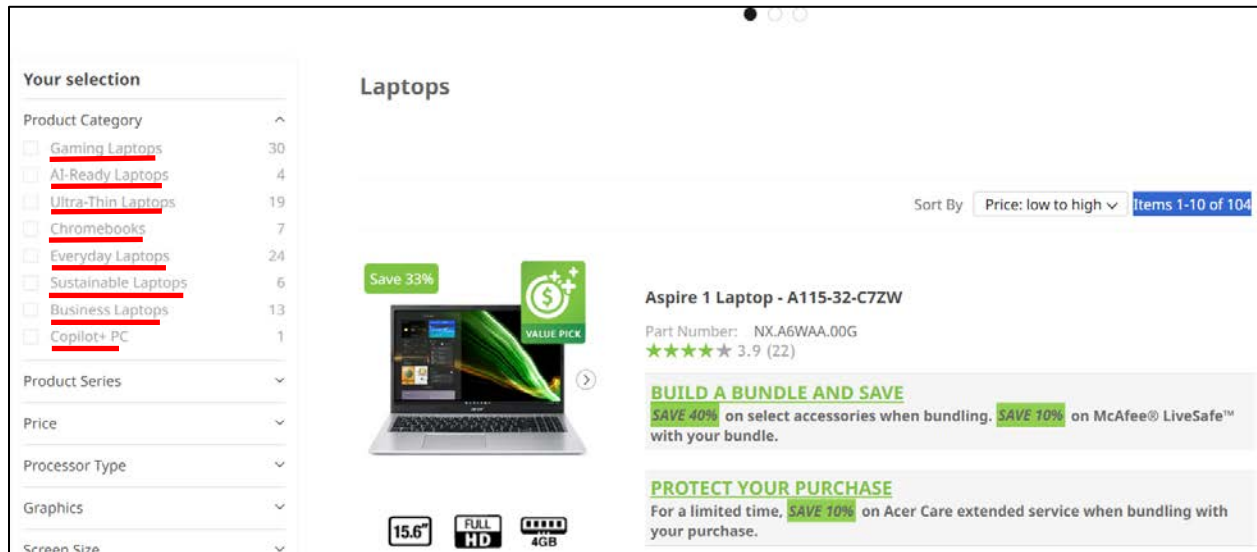 Your selection
Product Category
Gaming Laptops 30
AI-Ready Laptops 4
Ultra-Thin Laptops 19
Chromebooks 7
Everyday Laptops 24
Sustainable Laptops 6
Business Laptops 13
Copilot+ PC 1
Product Series
Price
Processor Type
Graphics
Screen Size
Laptops
Sort By Price: low to high Items 1-10 of 104
Save 33%
VALUE PICK
acer
15.6"
FULL
HD
4GB
Aspire 1 Laptop - A115-32-C7ZW
Part Number: NX.A6WAA.00G
3.9 (22)
BUILD A BUNDLE AND SAVE
SAVE 40% on select accessories when bundling. SAVE 10% on McAfee® LiveSafe™
with your bundle.
PROTECT YOUR PURCHASE
For a limited time, SAVE 10% on Acer Care extended service when bundling with
your purchase.